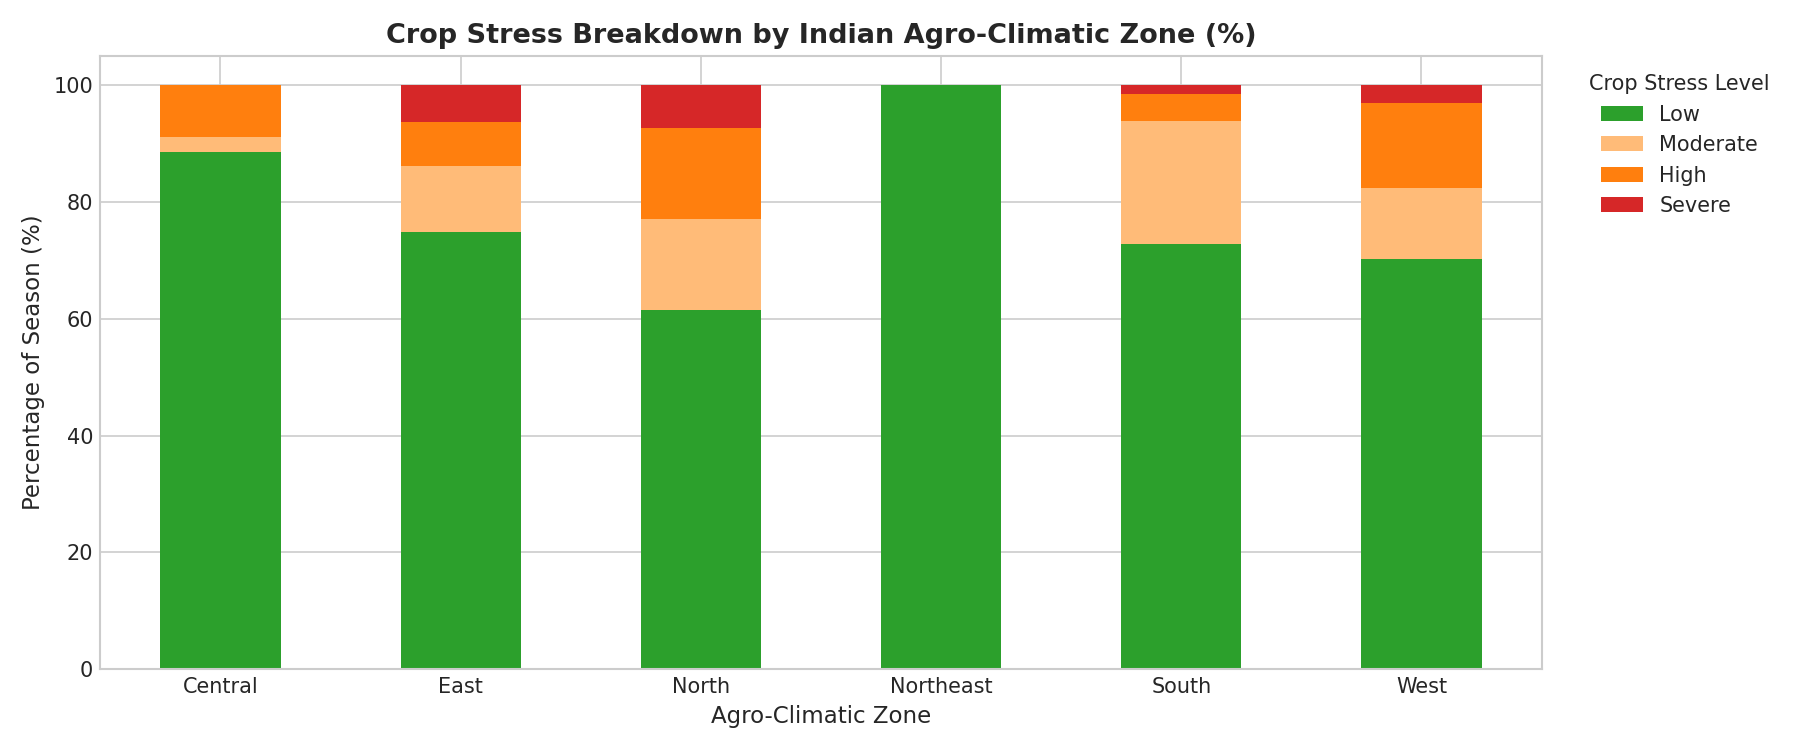 Crop Stress Breakdown by Indian Agro-Climatic Zone (%)
Percentage of Season (%)
100
80
60
40
20
0
Central East North Northeast South West
Agro-Climatic Zone
Crop Stress Level
Low
Moderate
High
Severe